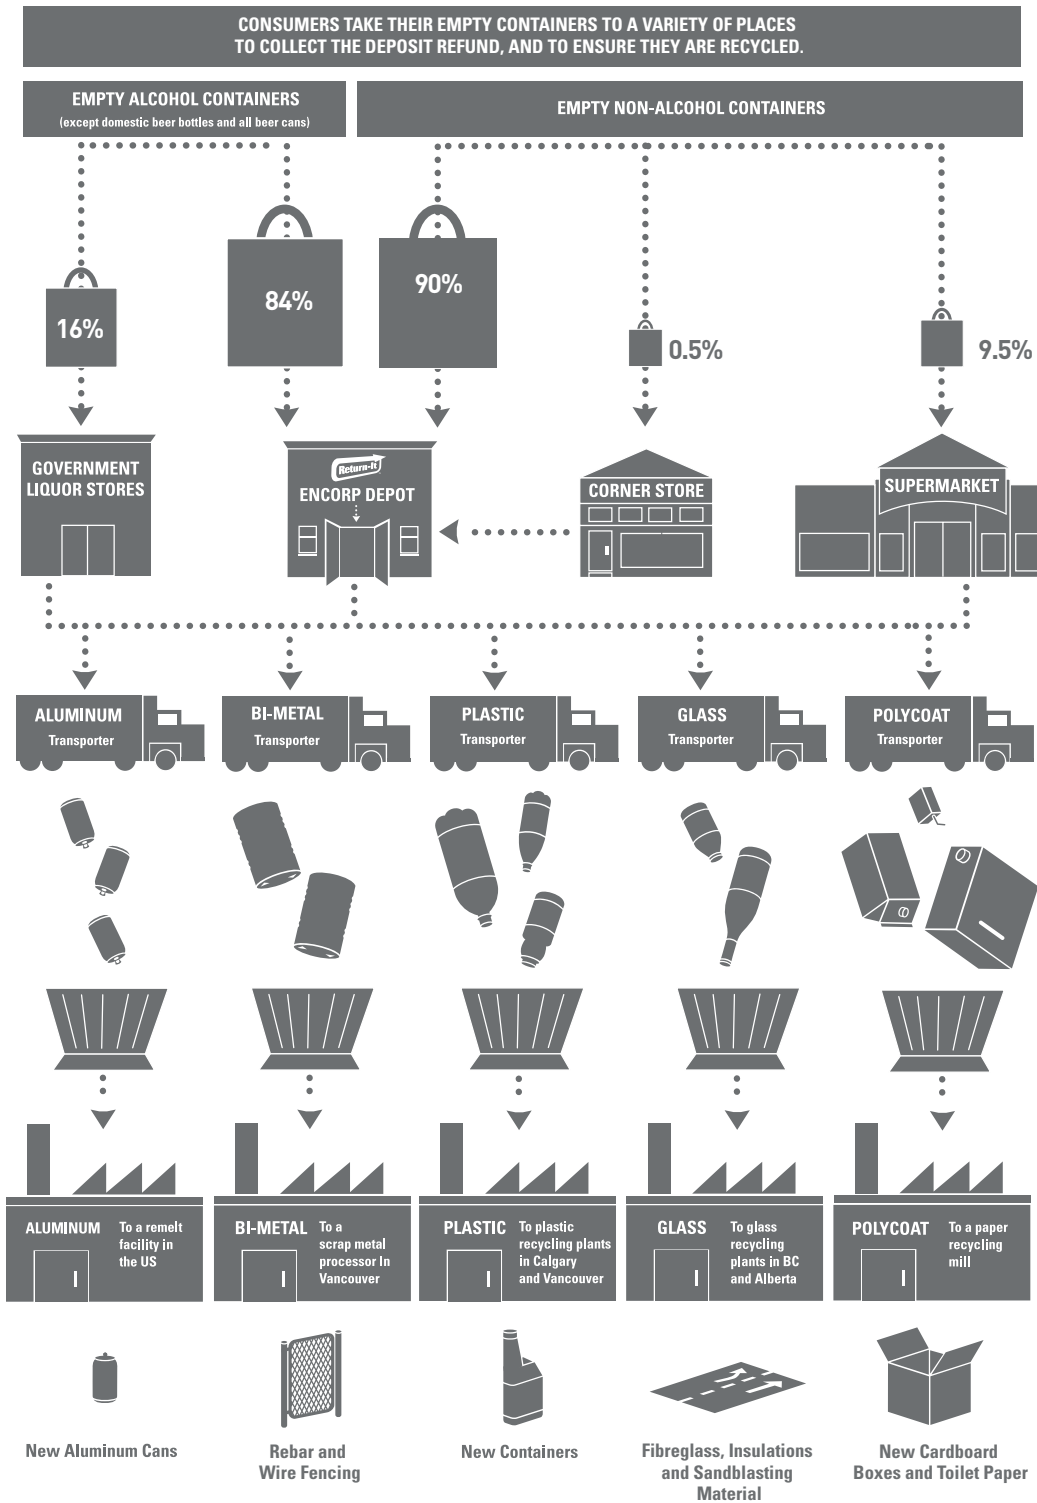 CONSUMERS TAKE THEIR EMPTY CONTAINERS TO A VARIETY OF PLACES
TO COLLECT THE DEPOSIT REFUND, AND TO ENSURE THEY ARE RECYCLED.
EMPTY ALCOHOL CONTAINERS
(except domestic beer bottles and all beer cans)
EMPTY NON-ALCOHOL CONTAINERS
16%
84%
90%
0.5%
9.5%
GOVERNMENT
LIQUOR STORES
Return-It
ENCORP DEPOT
CORNER STORE
SUPERMARKET
ALUMINUM
Transporter
BI-METAL
Transporter
PLASTIC
Transporter
GLASS
Transporter
POLYCOAT
Transporter
ALUMINUM
To a remelt
facility in
the US
BI-METAL
To a
scrap metal
processor In
Vancouver
PLASTIC
To plastic
recycling plants
in Calgary
and Vancouver
GLASS
To glass
recycling
plants in BC
and Alberta
POLYCOAT
To a paper
recycling
mill
New Aluminum Cans
Rebar and
Wire Fencing
New Containers
Fibreglass, Insulations
and Sandblasting
Material
New Cardboard
Boxes and Toilet Paper